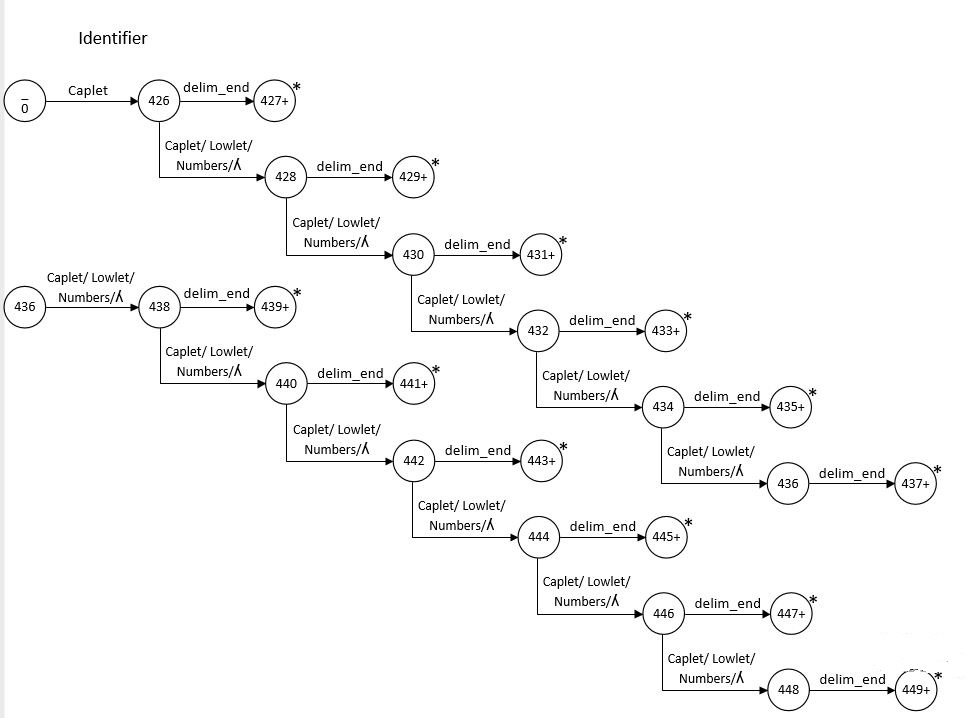 Identifier
Caplet
delim_end
–
0
426
427+
*
Caplet/ Lowlet/
Numbers/⅄
delim_end
428
429+
*
Caplet/ Lowlet/
Numbers/⅄
delim_end
430
431+
*
Caplet/ Lowlet/
Numbers/⅄
delim_end
436
438
439+
*
Caplet/ Lowlet/
Numbers/⅄
delim_end
432
433+
*
Caplet/ Lowlet/
Numbers/⅄
delim_end
440
441+
*
Caplet/ Lowlet/
Numbers/⅄
delim_end
434
435+
*
Caplet/ Lowlet/
Numbers/⅄
delim_end
442
443+
*
Caplet/ Lowlet/
Numbers/⅄
delim_end
436
437+
*
Caplet/ Lowlet/
Numbers/⅄
delim_end
444
445+
*
Caplet/ Lowlet/
Numbers/⅄
delim_end
446
447+
*
Caplet/ Lowlet/
Numbers/⅄
delim_end
448
449+
*